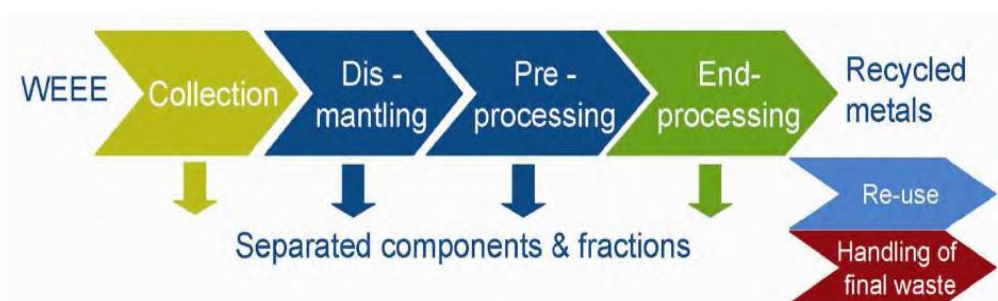 WEEE
Collection
Dis -
mantling
Pre -
processing
End-
processing
Recycled
metals
Re-use
Separated components & fractions
Handling of
final waste